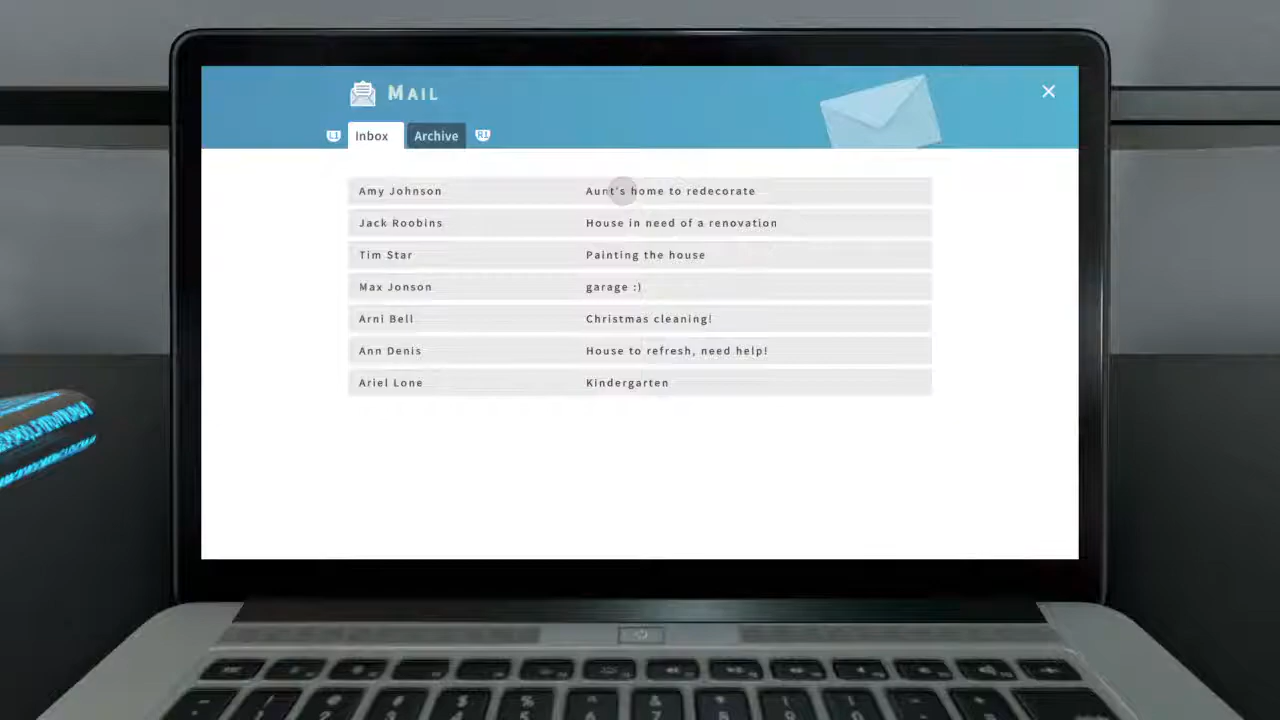 MAIL
L1 Inbox Archive R1
Amy Johnson Aunt's home to redecorate
Jack Roobins House in need of a renovation
Tim Star Painting the house
Max Jonson garage :)
Arni Bell Christmas cleaning!
Ann Denis House to refresh, need help!
Ariel Lone Kindergarten